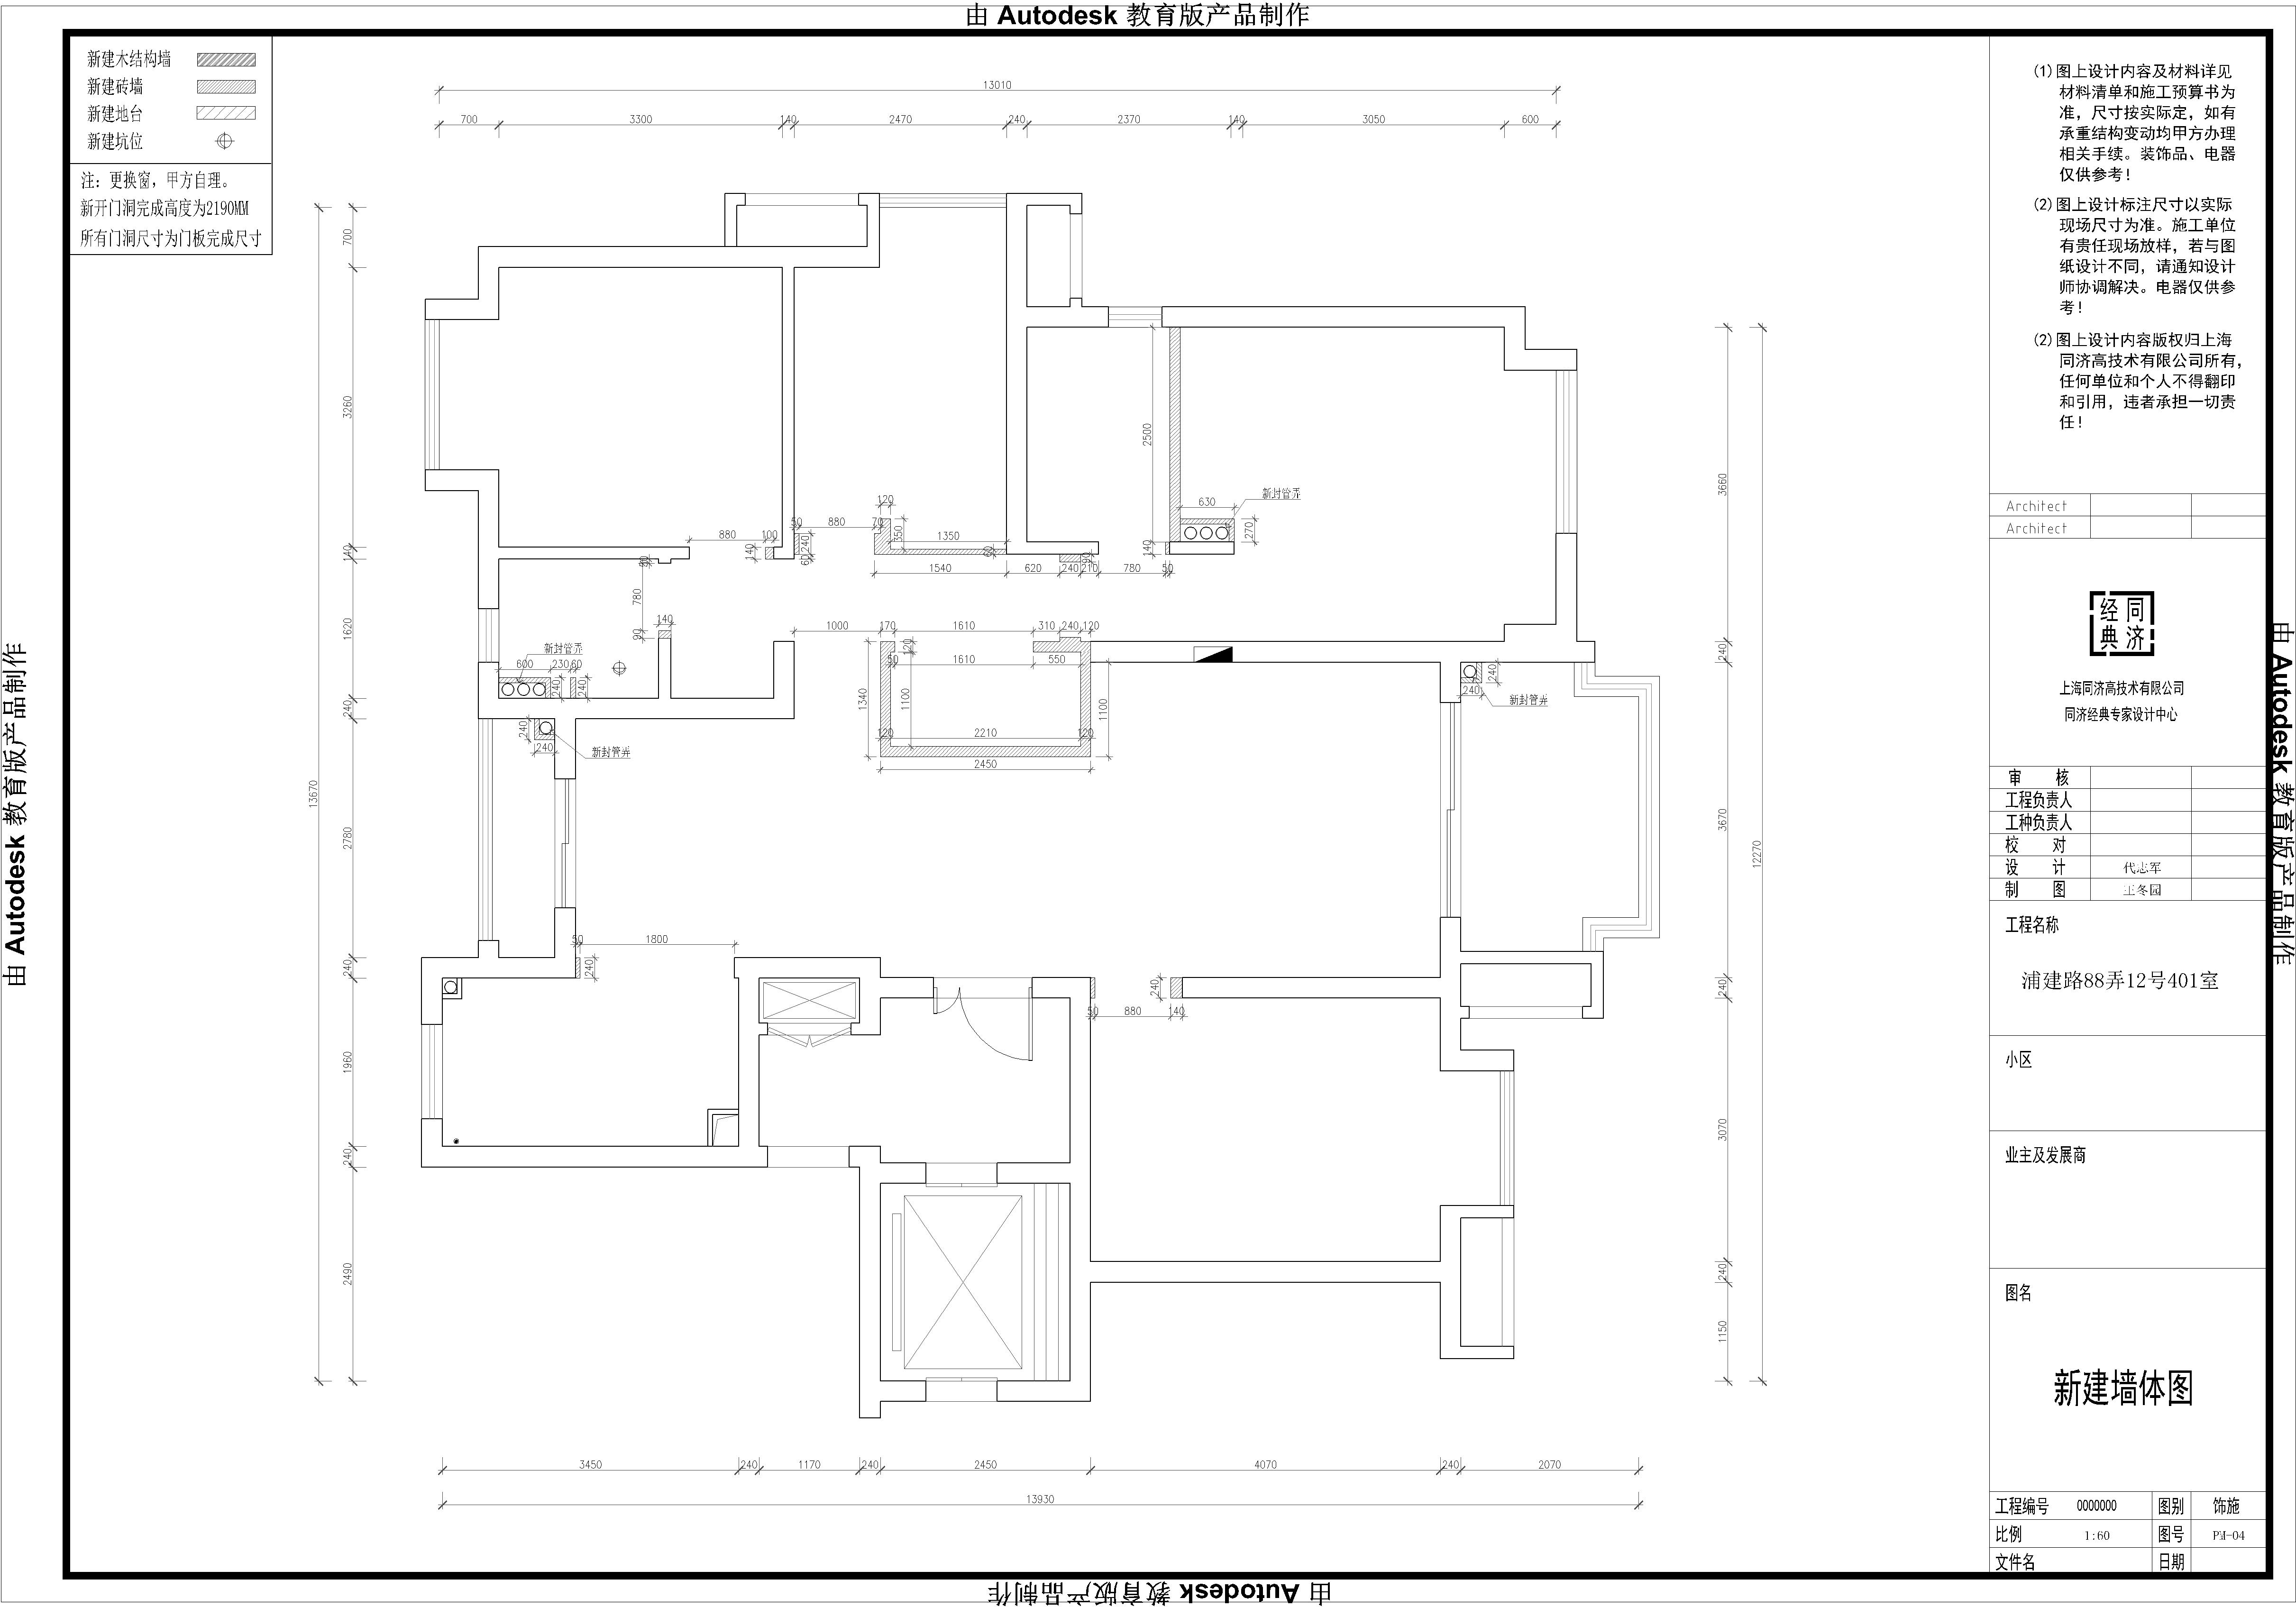 由 Autodesk 教育版产品制作
新建木结构墙
新建砖墙
新建地台
新建坑位
注：更换窗，甲方自理。
新开门洞完成高度为2190MM
所有门洞尺寸为门板完成尺寸
13010
700 3300 140 2470 240 2370 140 3050 600
13670
700
3260
140
1620
240
2780
240
1960
240
2490
880 100
140
50 880 70
240
60
120
350
1350
60
1540 620 240 210 780 50
90
140
2500
630
新封管弄
270
780
90
140
新封管弄
600 230 60
240
240
240
240
新封管弄
1000 170 1610 310 240 120
120
50 1610 550
1340
1100
1100
120 2210 120
2450
240
240
新封管弄
50 1800
240
240
50 880 140
3660
240
3670
240
3070
240
1150
12270
3450 240 1170 240 2450 4070 240 2070
13930
(1)图上设计内容及材料详见
材料清单和施工预算书为
准，尺寸按实际定，如有
承重结构变动均甲方办理
相关手续。装饰品、电器
仅供参考！
(2)图上设计标注尺寸以实际
现场尺寸为准。施工单位
有责任现场放样，若与图
纸设计不同，请通知设计
师协调解决。电器仅供参
考！
(2)图上设计内容版权归上海
同济高技术有限公司所有，
任何单位和个人不得翻印
和引用，违者承担一切责
任！
Architect
Architect
经 同
典 济
上海同济高技术有限公司
同济经典专家设计中心
审 核
工程负责人
工种负责人
校 对
设 计 代志军
制 图 王冬园
工程名称
浦建路88弄12号401室
小区
业主及发展商
图名
新建墙体图
工程编号 0000000 图别 饰施
比例 1:60 图号 PM-04
文件名 日期
由 Autodesk 教育版产品制作
由 Autodesk 教育版产品制作
由 Autodesk 教育版产品制作